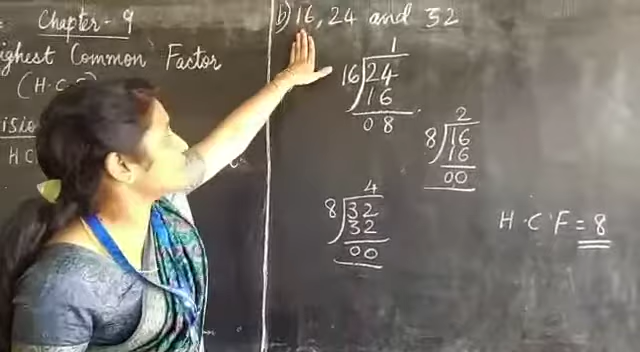 Chapter - 9
ighest Common Factor
(H.C
ision
HC
b) 16, 24 and 32
1
16)24
16
08
2
8)16
16
00
4
8)32
32
00
H.C F = 8